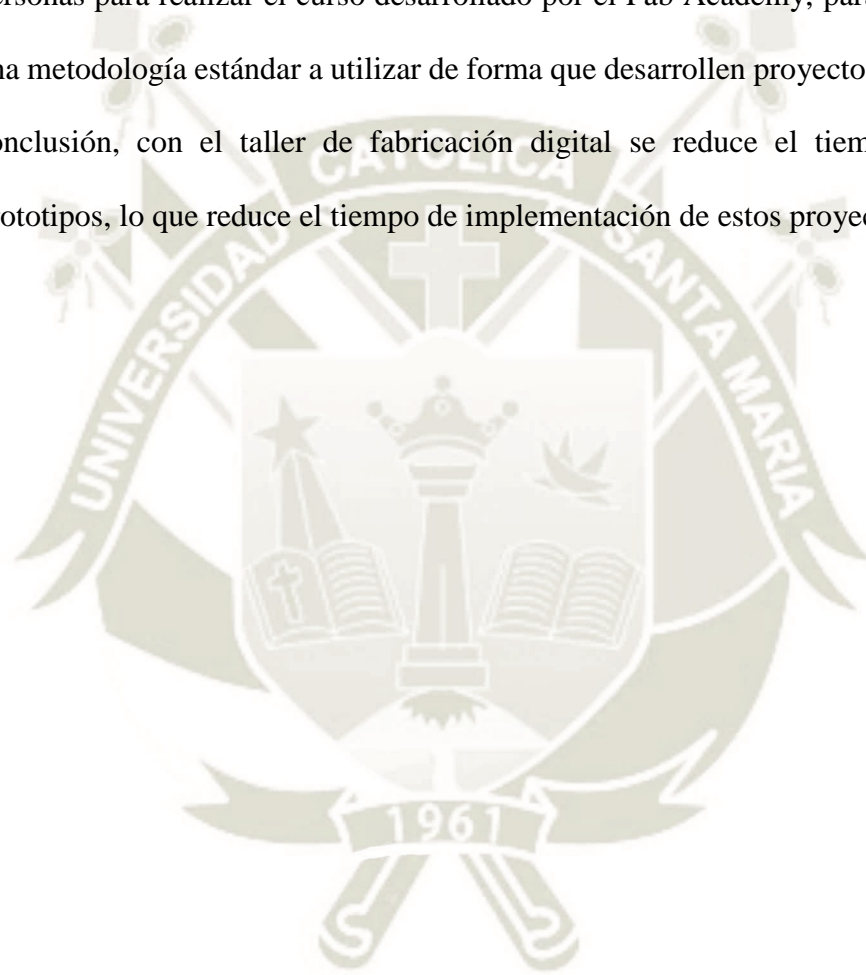 ersonas para realizar el curso desarrollado por el Fab Academy, par
na metodología estándar a utilizar de forma que desarrollen proyecto
onclusión, con el taller de fabricación digital se reduce el tiem
rototipos, lo que reduce el tiempo de implementación de estos proyec
UNIVERSIDAD CATOLICA SANTA MARIA
1961